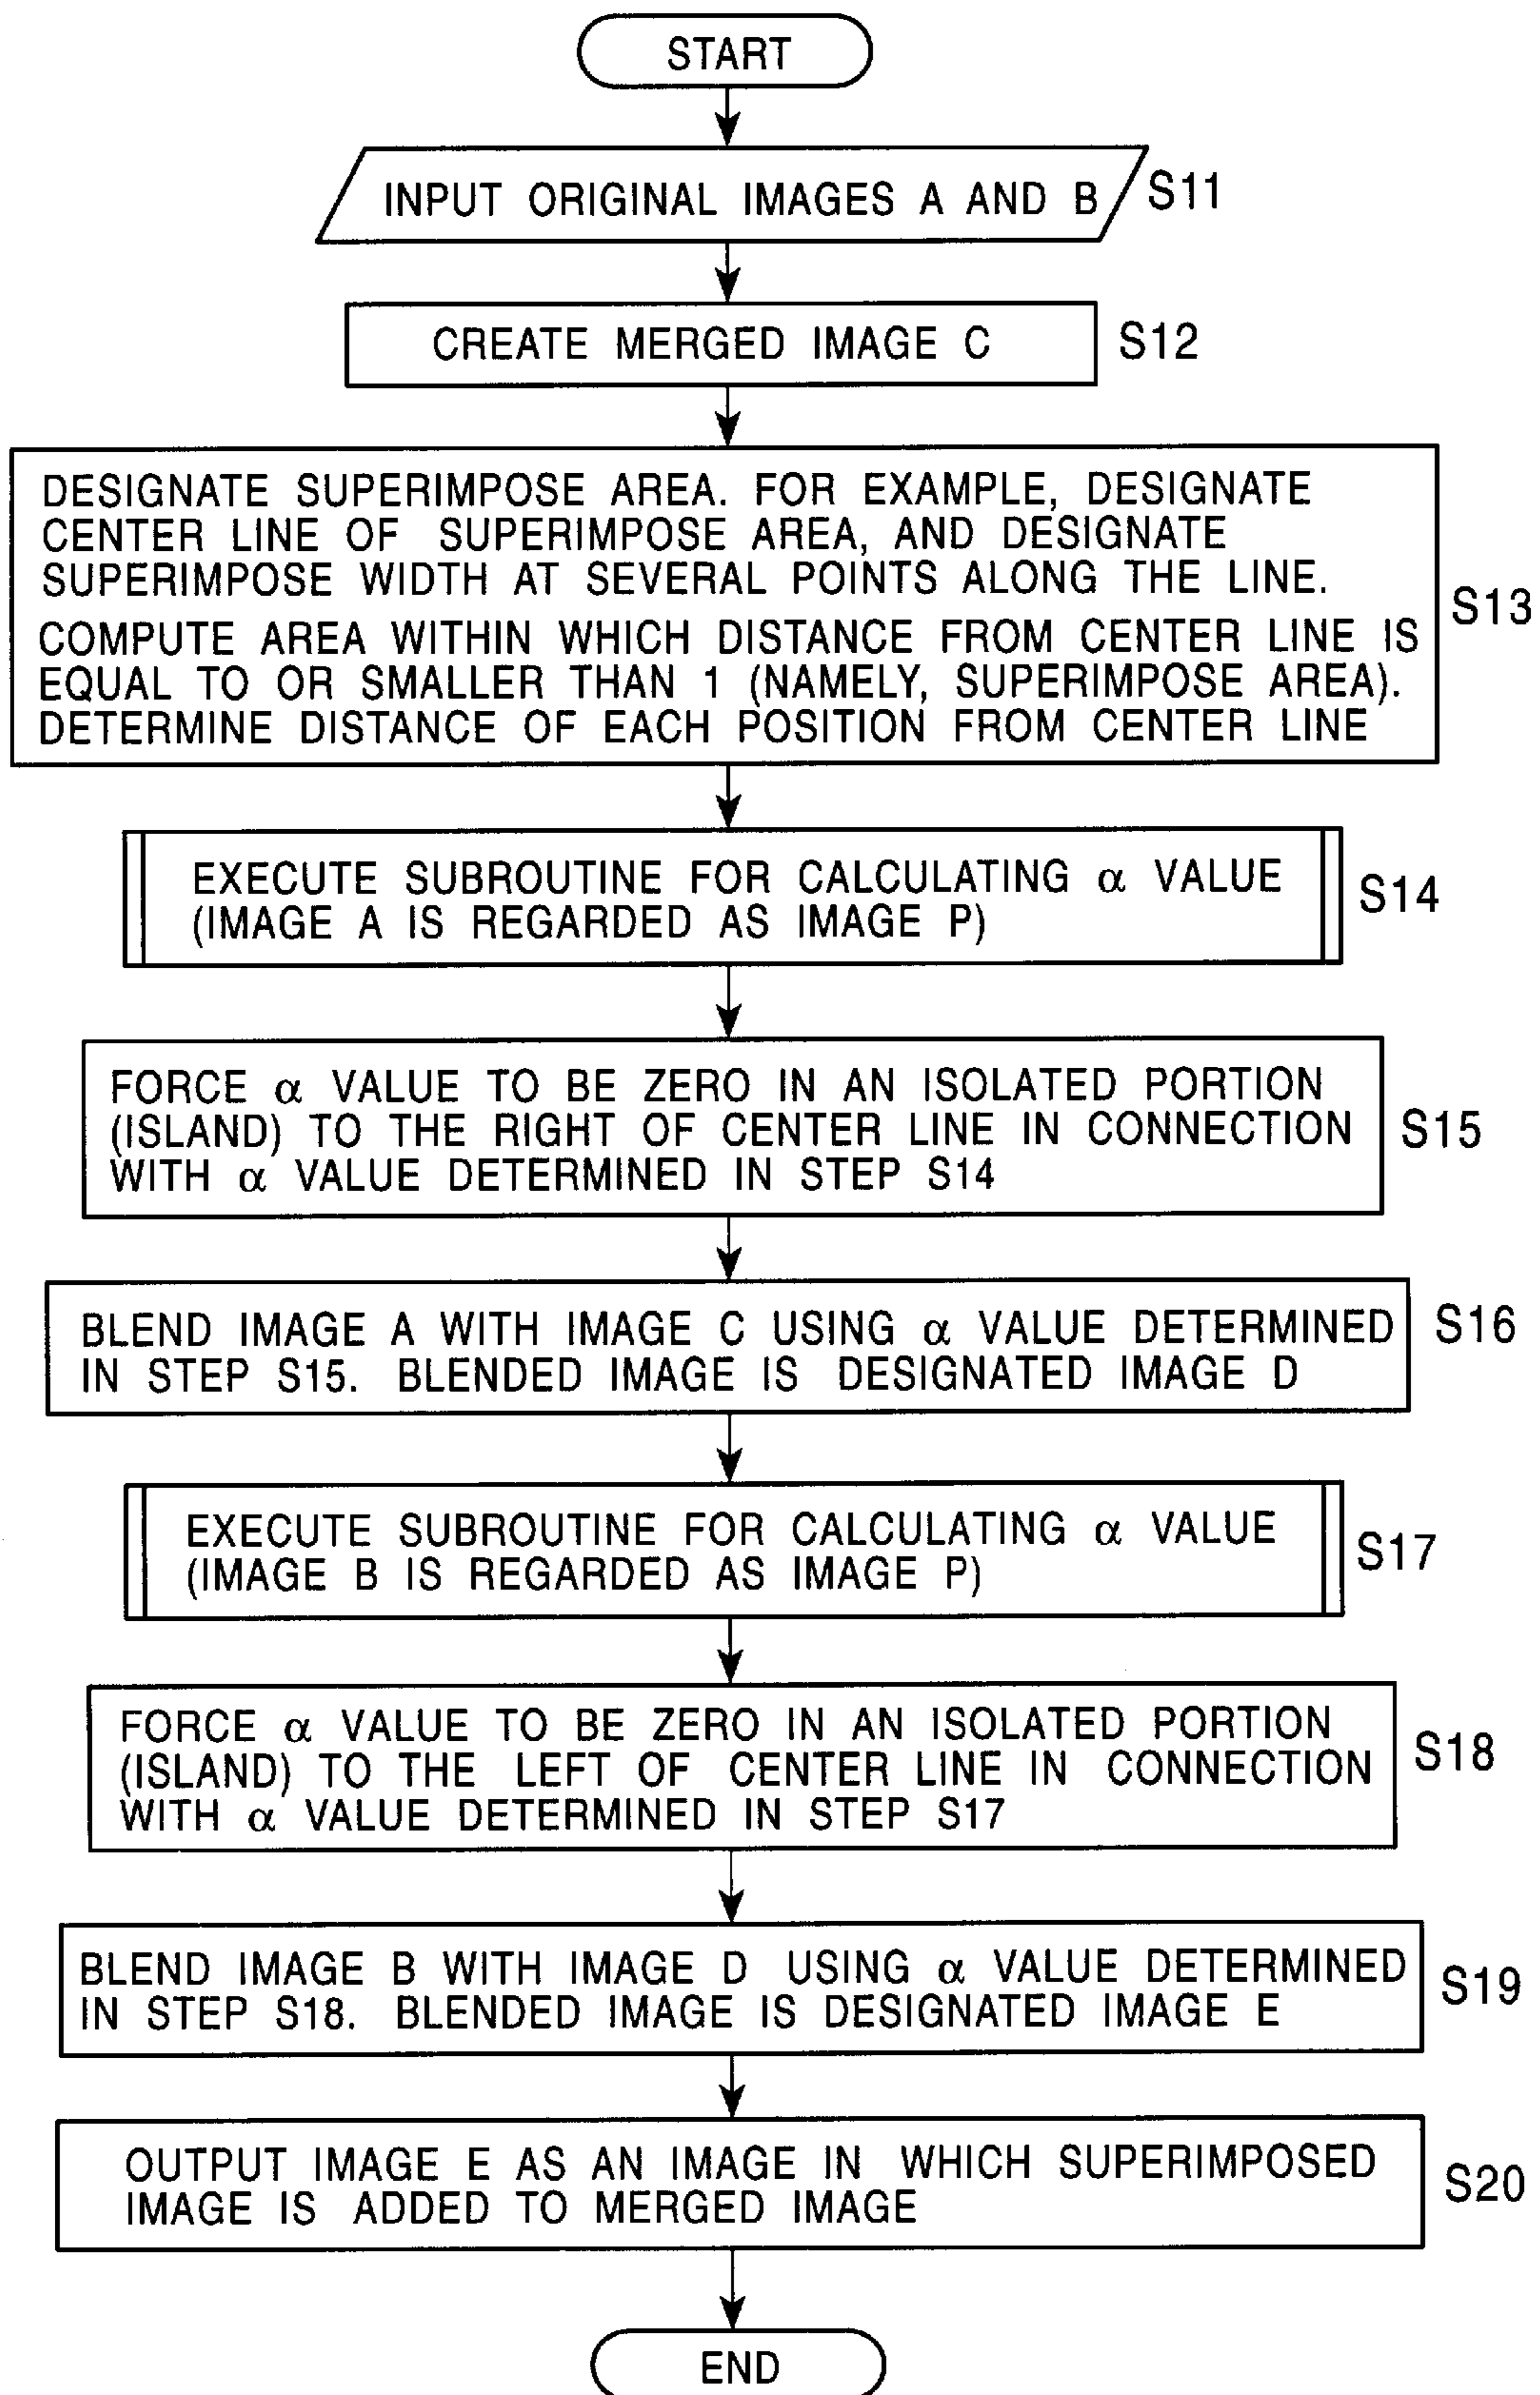 START
INPUT ORIGINAL IMAGES A AND B
S11
CREATE MERGED IMAGE C
S12
DESIGNATE SUPERIMPOSE AREA. FOR EXAMPLE, DESIGNATE
CENTER LINE OF SUPERIMPOSE AREA, AND DESIGNATE
SUPERIMPOSE WIDTH AT SEVERAL POINTS ALONG THE LINE.
COMPUTE AREA WITHIN WHICH DISTANCE FROM CENTER LINE IS
EQUAL TO OR SMALLER THAN 1 (NAMELY, SUPERIMPOSE AREA).
DETERMINE DISTANCE OF EACH POSITION FROM CENTER LINE
S13
EXECUTE SUBROUTINE FOR CALCULATING α VALUE
(IMAGE A IS REGARDED AS IMAGE P)
S14
FORCE α VALUE TO BE ZERO IN AN ISOLATED PORTION
(ISLAND) TO THE RIGHT OF CENTER LINE IN CONNECTION
WITH α VALUE DETERMINED IN STEP S14
S15
BLEND IMAGE A WITH IMAGE C USING α VALUE DETERMINED
IN STEP S15. BLENDED IMAGE IS DESIGNATED IMAGE D
S16
EXECUTE SUBROUTINE FOR CALCULATING α VALUE
(IMAGE B IS REGARDED AS IMAGE P)
S17
FORCE α VALUE TO BE ZERO IN AN ISOLATED PORTION
(ISLAND) TO THE LEFT OF CENTER LINE IN CONNECTION
WITH α VALUE DETERMINED IN STEP S17
S18
BLEND IMAGE B WITH IMAGE D USING α VALUE DETERMINED
IN STEP S18. BLENDED IMAGE IS DESIGNATED IMAGE E
S19
OUTPUT IMAGE E AS AN IMAGE IN WHICH SUPERIMPOSED
IMAGE IS ADDED TO MERGED IMAGE
S20
END